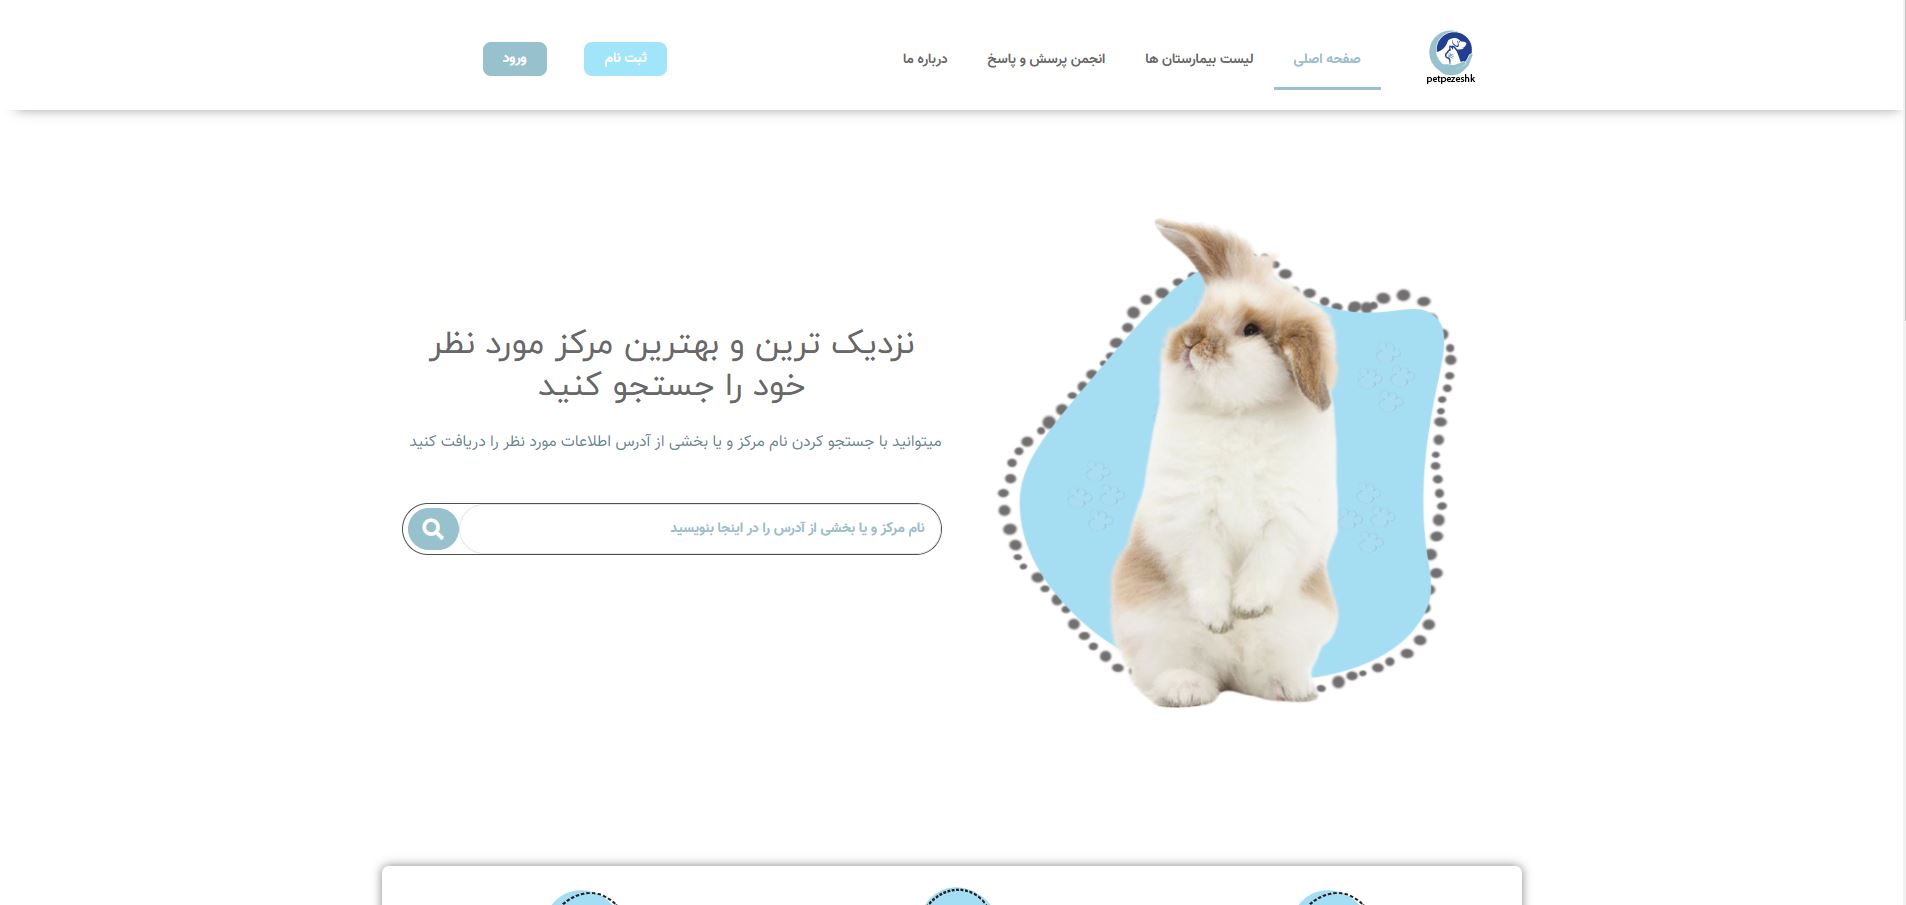 petpezeshk
صفحه اصلی
لیست بیمارستان ها
انجمن پرسش و پاسخ
درباره ما
ثبت نام
ورود
نزدیک ترین و بهترین مرکز مورد نظر
خود را جستجو کنید
میتوانید با جستجو کردن نام مرکز و یا بخشی از آدرس اطلاعات مورد نظر را دریافت کنید
نام مرکز و یا بخشی از آدرس را در اینجا بنویسید